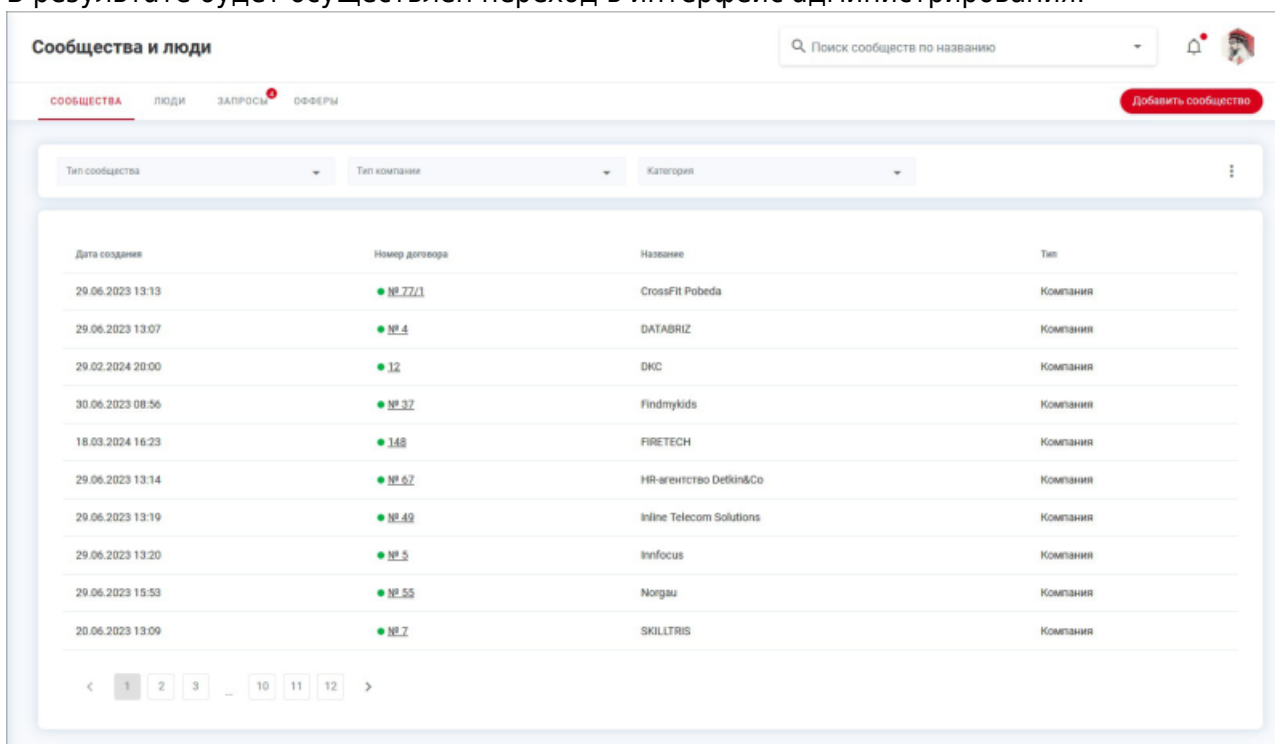 В результате будет осуществлен переход в интерфейс администрирования.
Сообщества и люди
Поиск сообществ по названию
СООБЩЕСТВА ЛЮДИ ЗАПРОСЫ 4 ОФФЕРЫ
Добавить сообщество
Тип сообщества Тип компании Категория
Дата создания Номер договора Название Тип
29.06.2023 13:13 № 77/1 CrossFit Pobeda Компания
29.06.2023 13:07 № 4 DATABRIZ Компания
29.02.2024 20:00 12 DKC Компания
30.06.2023 08:56 № 37 Findmykids Компания
18.03.2024 16:23 148 FIRETECH Компания
29.06.2023 13:14 № 67 HR-агентство Detkin&Co Компания
29.06.2023 13:19 № 49 Inline Telecom Solutions Компания
29.06.2023 13:20 № 5 Innfocus Компания
29.06.2023 15:53 № 55 Norgau Компания
20.06.2023 13:09 № 7 SKILLTRIS Компания
< 1 2 3 ... 10 11 12 >